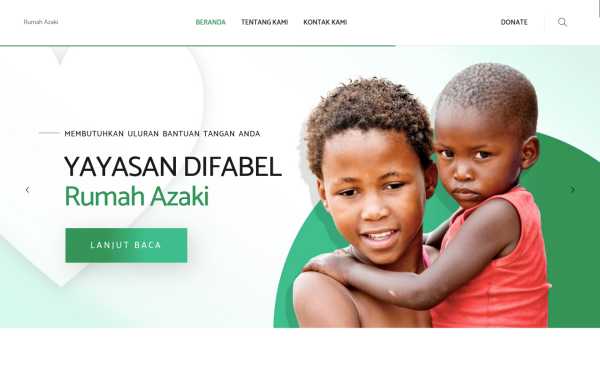 Rumah Azaki
BERANDA TENTANG KAMI KONTAK KAMI DONATE
MEMBUTUHKAN ULURAN BANTUAN TANGAN ANDA
YAYASAN DIFABEL
Rumah Azaki
LANJUT BACA